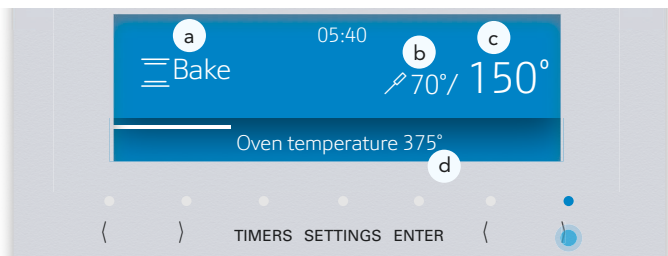 a
05:40
b
c
Bake
70°/ 150°
Oven temperature 375°
d
⟨ ⟩ TIMERS SETTINGS ENTER ⟨ ⟩